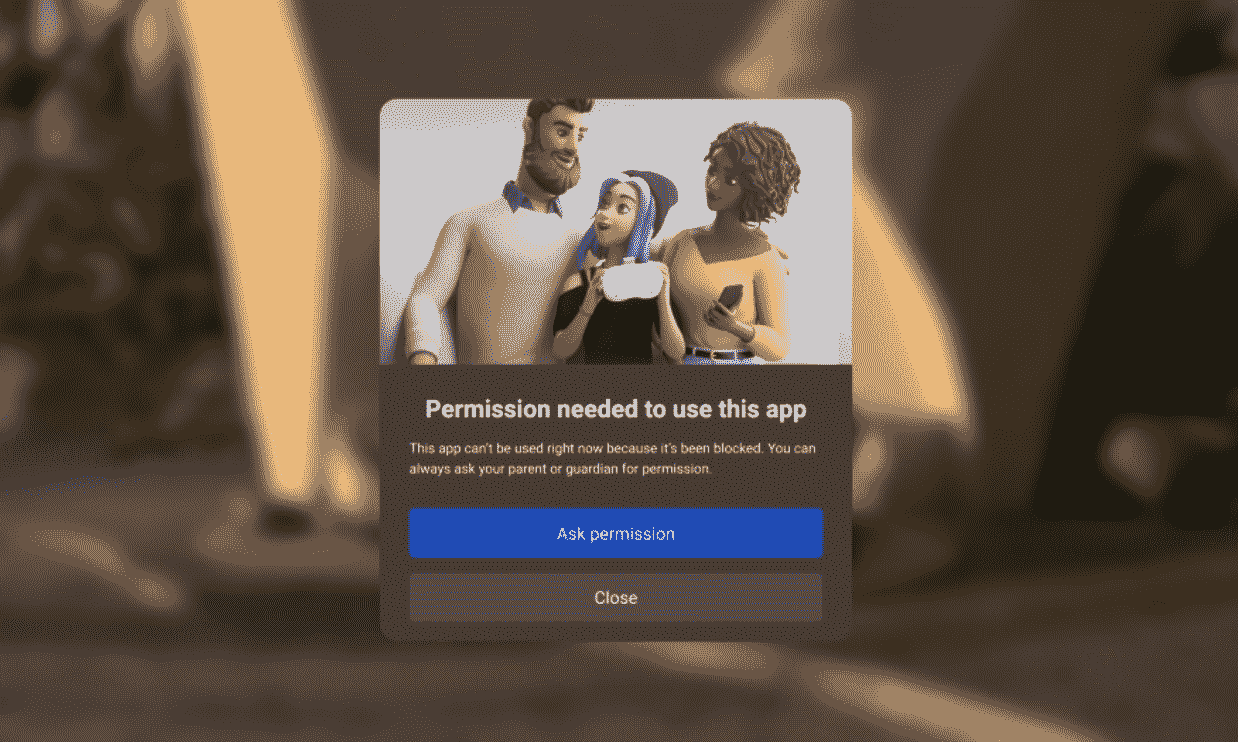 Permission needed to use this app
This app can't be used right now because it's been blocked. You can
always ask your parent or guardian for permission.
Ask permission
Close